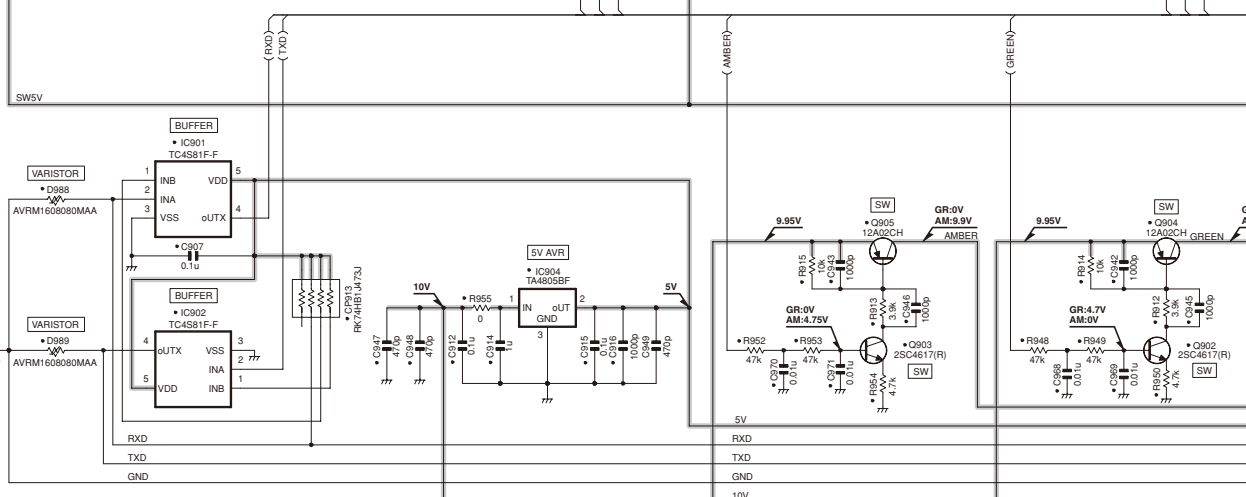 (RXD)
(TXD)
(AMBER)
(GREEN)
SW5V
BUFFER
• IC901
TC4S81F-F
VARISTOR
• D988
AVRM1608080MAA
1 INB VDD 5
2 INA
3 VSS oUTX 4
• C907
0.1u
BUFFER
• IC902
TC4S81F-F
VARISTOR
• D989
AVRM1608080MAA
4 oUTX VSS 3
INA 2
5 VDD INB 1
• CP913
RK74HB1J473J
10V
• C947
470p
• C948
470p
• R955
0
• C912
0.1u
• C914
1u
5V AVR
• IC904
TA4805BF
1 IN oUT 2
GND
3
• C915
0.1u
• C916
1000p
• C949
470p
5V
9.95V
SW
• Q905
12A02CH
GR:0V
AM:9.9V
AMBER
• R915
10k
• C943
1000p
• R913
3.9k
• C946
1000p
GR:0V
AM:4.75V
• R952
47k
• R953
47k
• C970
0.01u
• C971
0.01u
• Q903
2SC4617(R)
SW
• R954
4.7k
9.95V
SW
• Q904
12A02CH
GREEN
• R914
10k
• C942
1000p
• R912
3.9k
• C945
1000p
GR:4.7V
AM:0V
• R948
47k
• R949
47k
• C968
0.01u
• C969
0.01u
• Q902
2SC4617(R)
SW
• R950
4.7k
5V
RXD RXD
TXD TXD
GND GND
10V